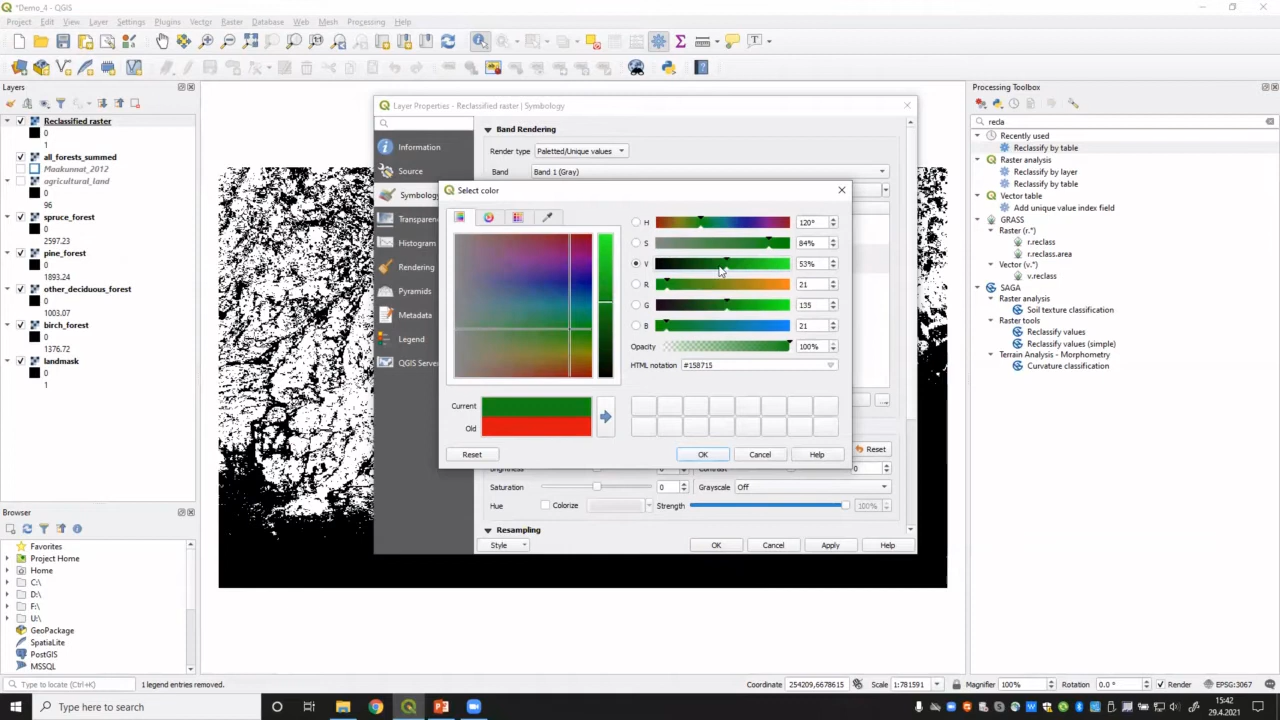 *Demo_4 - QGIS
Project Edit View Layer Settings Plugins Vector Raster Database Web Mesh Processing Help
Layers
Reclassified raster
0
1
all_forests_summed
Maakunnat_2012
agricultural_land
0
96
spruce_forest
0
2597.23
pine_forest
0
1893.24
other_deciduous_forest
0
1003.07
birch_forest
0
1376.72
landmask
0
1
Browser
Favorites
Project Home
Home
C:\
D:\
F:\
U:\
GeoPackage
SpatiaLite
PostGIS
MSSQL
Layer Properties - Reclassified raster | Symbology
Information
Source
Symbology
Transparen
Histogram
Rendering
Pyramids
Metadata
Legend
QGIS Serve
Band Rendering
Render type Paletted/Unique values
Band Band 1 (Gray)
Select color
H 120°
S 84%
V 53%
R 21
G 135
B 21
Opacity 100%
HTML notation #158715
Current
Old
Reset OK Cancel Help
Reset
Brightness 0 Contrast 0
Saturation 0 Grayscale Off
Hue Colorize Strength 100%
Resampling
Style OK Cancel Apply Help
Processing Toolbox
recla
Recently used
Reclassify by table
Raster analysis
Reclassify by layer
Reclassify by table
Vector table
Add unique value index field
GRASS
Raster (r.*)
r.reclass
r.reclass.area
Vector (v.*)
v.reclass
SAGA
Raster analysis
Soil texture classification
Raster tools
Reclassify values
Reclassify values (simple)
Terrain Analysis - Morphometry
Curvature classification
Type to locate (Ctrl+K) 1 legend entries removed. Coordinate 254209,6678615 Scale 1:781591 Magnifier 100% Rotation 0.0 ° Render EPSG:3067
Type here to search
15:42
29.4.2021